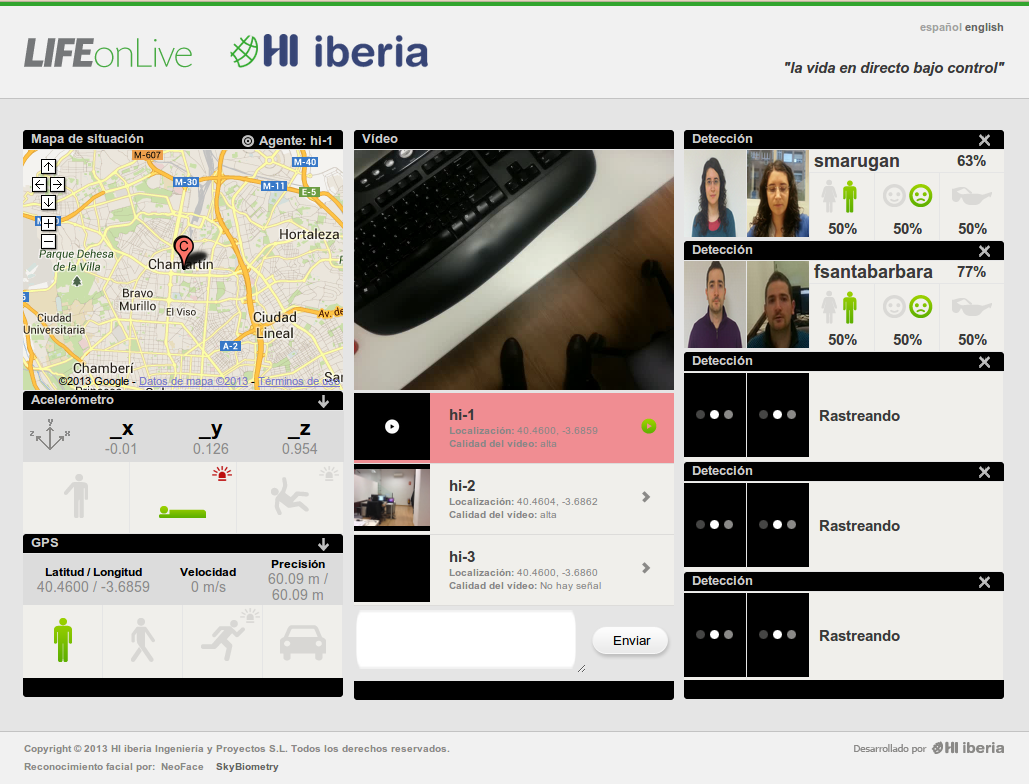 español english
LIFEonLive
HI iberia
"la vida en directo bajo control"
Mapa de situación
Agente: hi-1
M-607
M-40
M-30
M-11
E-5
Hortaleza
Parque Dehesa
de la Villa
C
Chamartín
Bravo
Murillo
El Viso
Ciudad
Universitaria
Ciudad
Lineal
Av. de
A-2
Chamberí
©2013 Google - Datos de mapa ©2013 - Términos de uso
Acelerómetro
x
y
z
_x
_y
_z
-0.01
0.126
0.954
GPS
Latitud / Longitud
40.4600 / -3.6859
Velocidad
0 m/s
Precisión
60.09 m /
60.09 m
Vídeo
hi-1
Localización: 40.4600, -3.6859
Calidad del vídeo: alta
hi-2
Localización: 40.4604, -3.6862
Calidad del vídeo: alta
hi-3
Localización: 40.4600, -3.6860
Calidad del vídeo: No hay señal
Enviar
Detección
smarugan 63%
50% 50% 50%
Detección
fsantabarbara 77%
50% 50% 50%
Detección
Rastreando
Detección
Rastreando
Detección
Rastreando
Copyright © 2013 HI iberia Ingeniería y Proyectos S.L. Todos los derechos reservados.
Reconocimiento facial por: NeoFace SkyBiometry
Desarrollado por HI iberia